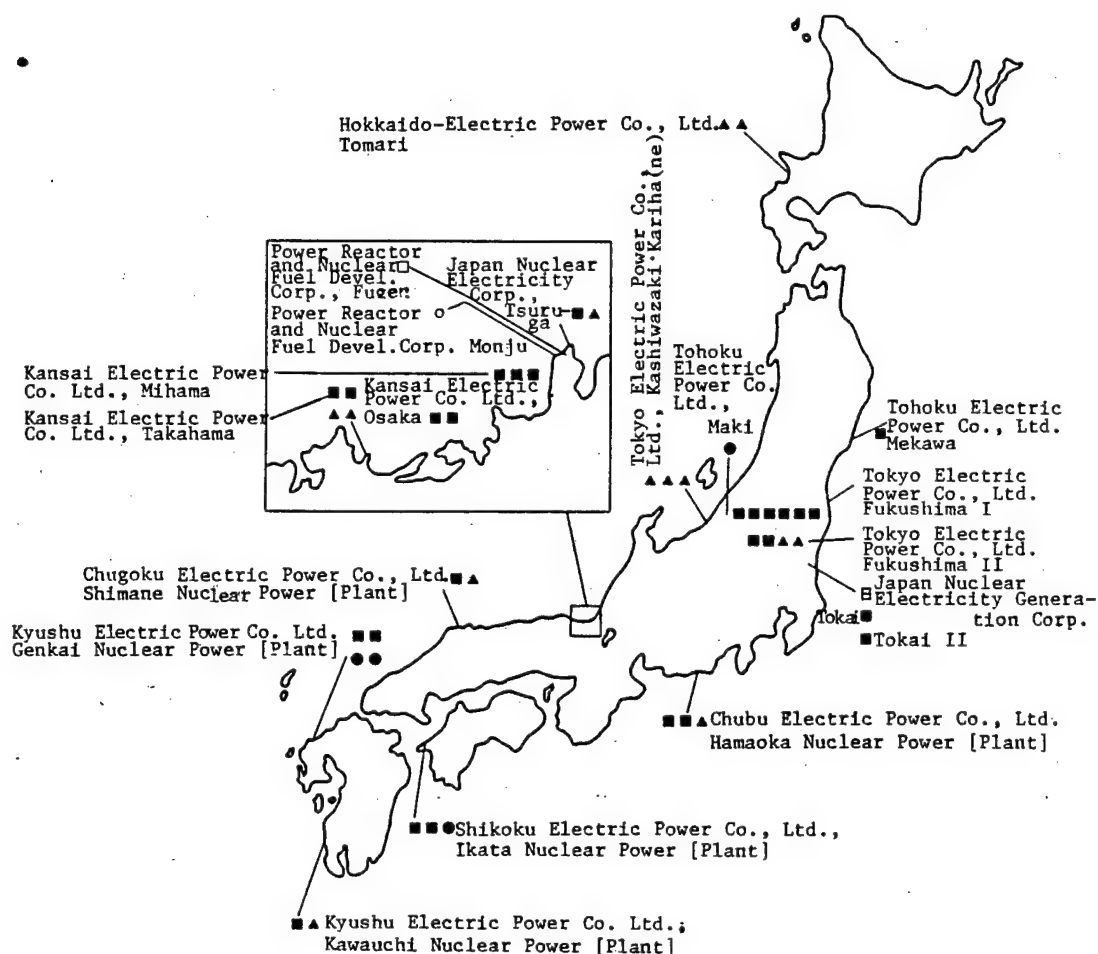 Hokkaido-Electric Power Co., Ltd.
Tomari
Tokyo Electric Power Co.,
Ltd., Kashiwazaki·Kariha(ne)
Power Reactor
and Nuclear
Fuel Devel.
Corp., Fugen
Japan Nuclear
Electricity
Corp.,
Tsuru-
ga
Power Reactor
and Nuclear
Fuel Devel.Corp. Monju
Kansai Electric Power
Co. Ltd., Mihama
Kansai Electric
Power Co. Ltd.,
Osaka
Kansai Electric Power
Co. Ltd., Takahama
Tohoku
Electric
Power Co.
Ltd.,
Maki
Tohoku Electric
Power Co., Ltd.
Mekawa
Tokyo Electric
Power Co., Ltd.
Fukushima I
Tokyo Electric
Power Co., Ltd.
Fukushima II
Japan Nuclear
Electricity Genera-
tion Corp.
Tokai
Tokai II
Chugoku Electric Power Co., Ltd.
Shimane Nuclear Power [Plant]
Kyushu Electric Power Co. Ltd.
Genkai Nuclear Power [Plant]
Chubu Electric Power Co., Ltd.
Hamaoka Nuclear Power [Plant]
Shikoku Electric Power Co., Ltd.,
Ikata Nuclear Power [Plant]
Kyushu Electric Power Co. Ltd.;
Kawauchi Nuclear Power [Plant]